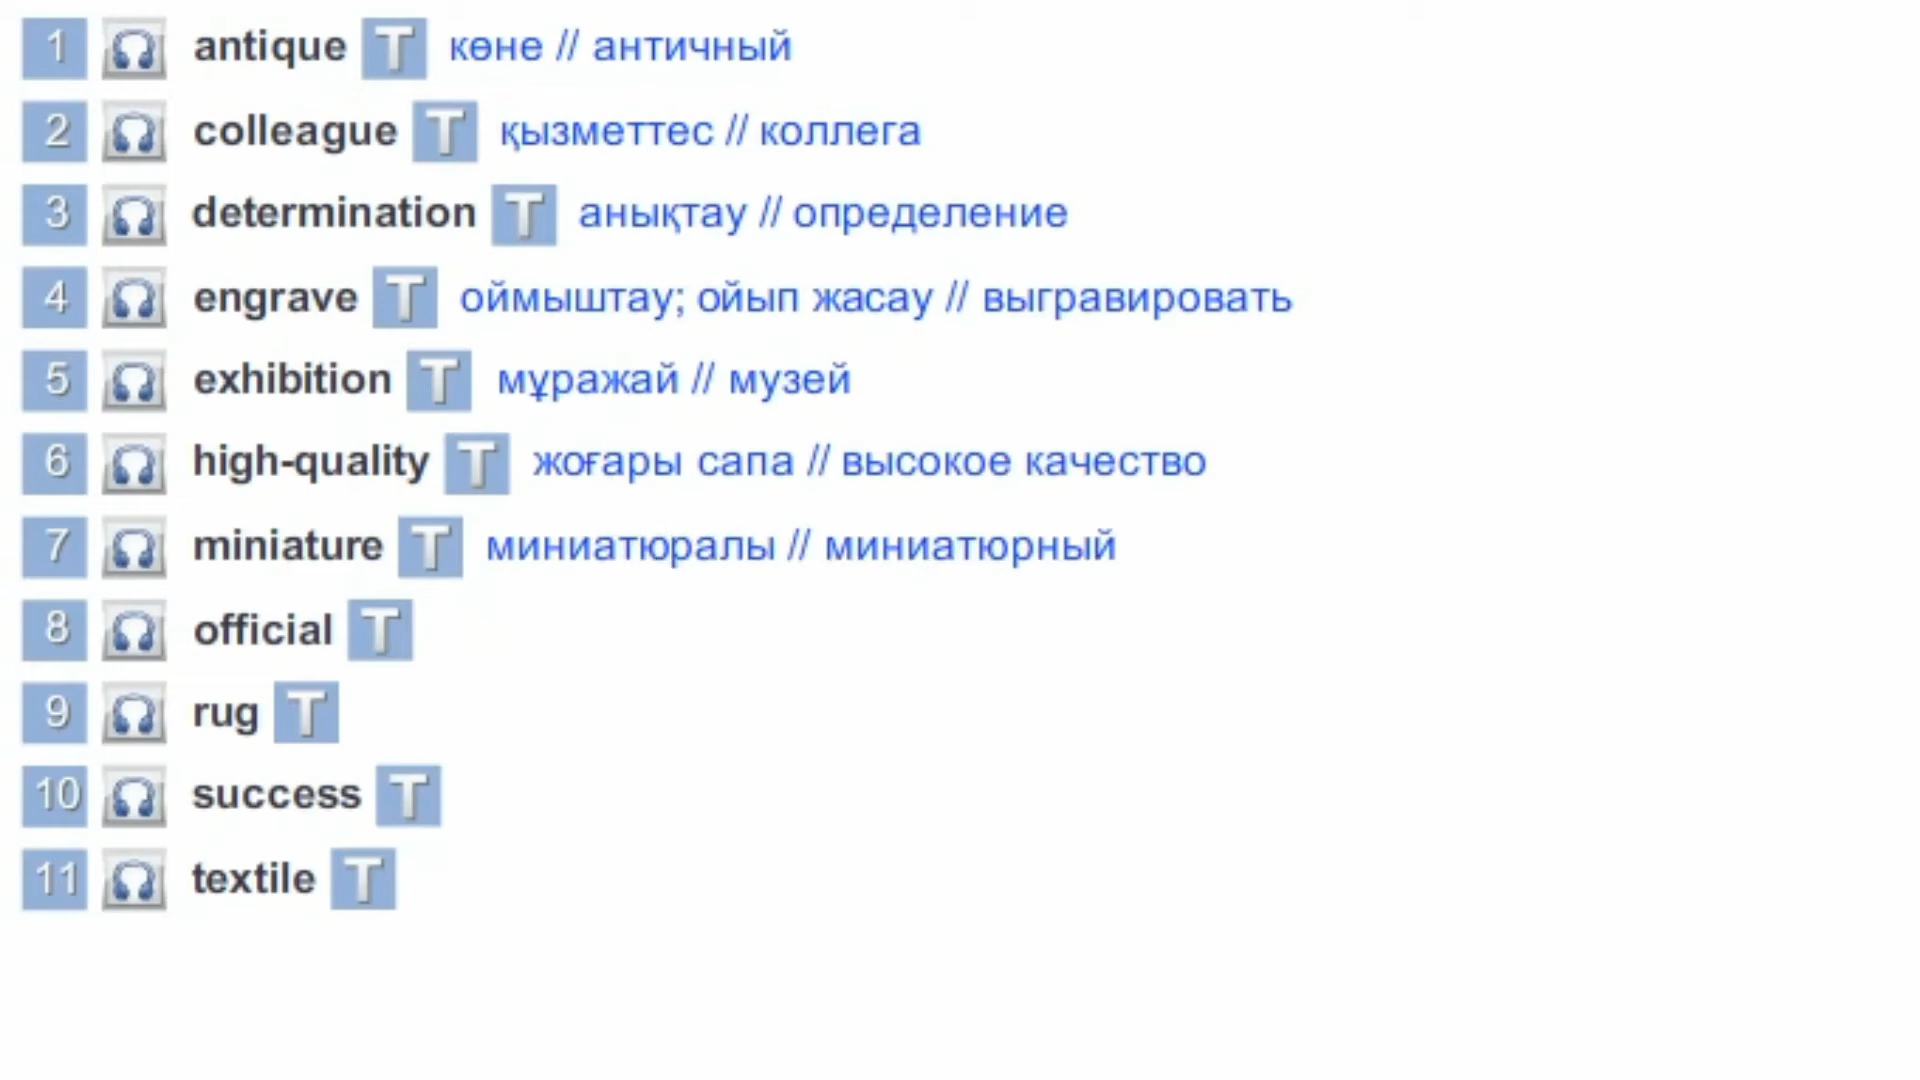 1 antique T көне // античный
2 colleague T қызметтес // коллега
3 determination T анықтау // определение
4 engrave T оймыштау; ойып жасау // выгравировать
5 exhibition T мұражай // музей
6 high-quality T жоғары сапа // высокое качество
7 miniature T миниатюралы // миниатюрный
8 official T
9 rug T
10 success T
11 textile T